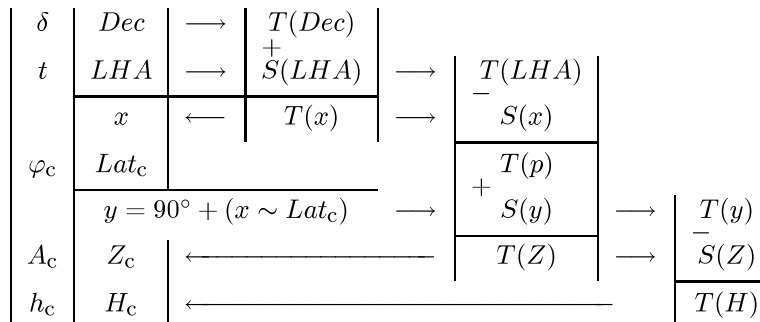 δ Dec ⟶ T(Dec)
+
t LHA ⟶ S(LHA) ⟶ T(LHA)
−
x ⟵ T(x) ⟶ S(x)
φc Latc T(p)
+
y = 90° + (x ∼ Latc) ⟶ S(y) ⟶ T(y)
−
Ac Zc ⟵ T(Z) ⟶ S(Z)
hc Hc ⟵ T(H)